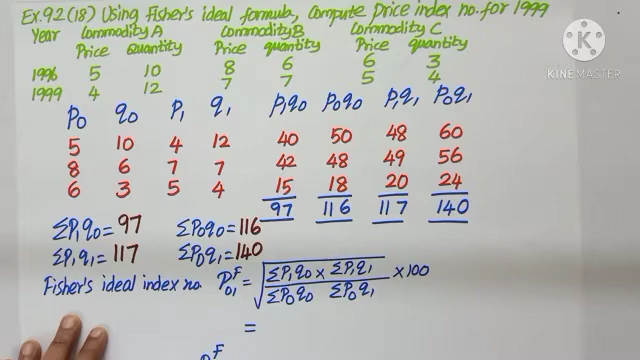 Ex.92(18) Using Fisher's ideal formula, compute price index no. for 1999
Year Commodity A Commodity B Commodity C
Price Quantity Price quantity Price quantity
1996 5 10 8 6 6 3
1999 4 12 7 7 5 4
P0 q0 P1 q1 P1q0 P0q0 P1q1 P0q1
5 10 4 12 40 50 48 60
8 6 7 7 42 48 49 56
6 3 5 4 15 18 20 24
97 116 117 140
ΣP1q0 = 97 ΣP0q0 = 116
ΣP1q1 = 117 ΣP0q1 = 140
Fisher's ideal index no. P01^F = √(ΣP1q0 × ΣP1q1 / ΣP0q0 ΣP0q1) × 100
=
P F
K
KINEMASTER